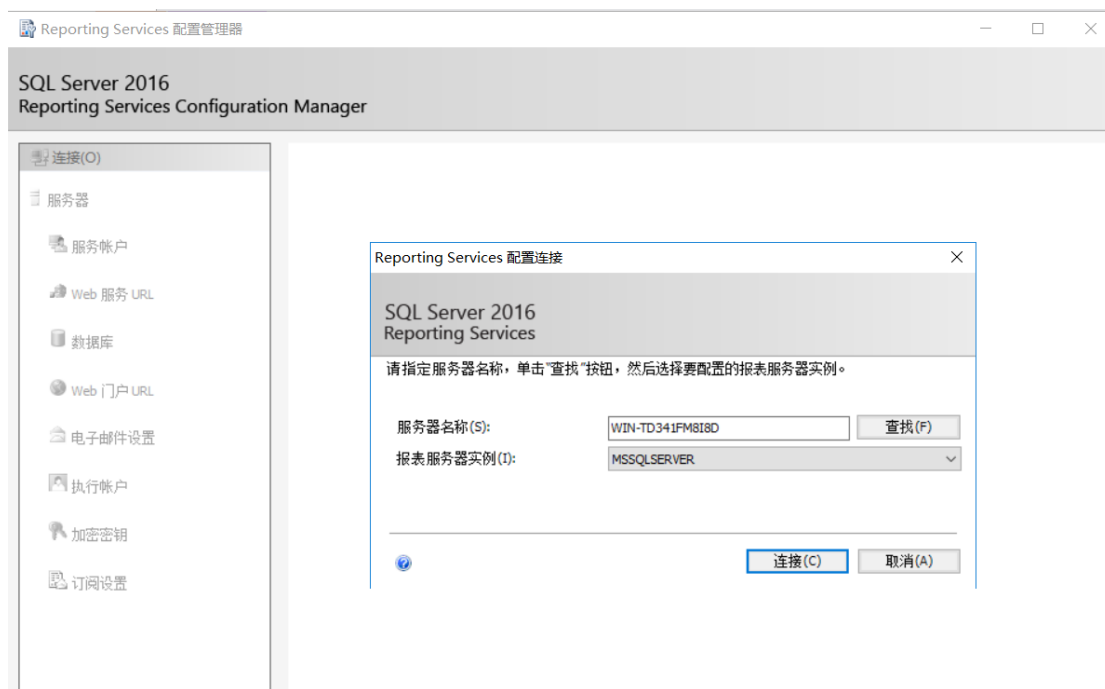 Reporting Services 配置管理器
SQL Server 2016
Reporting Services Configuration Manager
连接(O)
服务器
服务帐户
Web 服务 URL
数据库
Web 门户 URL
电子邮件设置
执行帐户
加密密钥
订阅设置
Reporting Services 配置连接
SQL Server 2016
Reporting Services
请指定服务器名称，单击"查找"按钮，然后选择要配置的报表服务器实例。
服务器名称(S):
WIN-TD341FM8I8D
查找(F)
报表服务器实例(I):
MSSQLSERVER
连接(C)
取消(A)